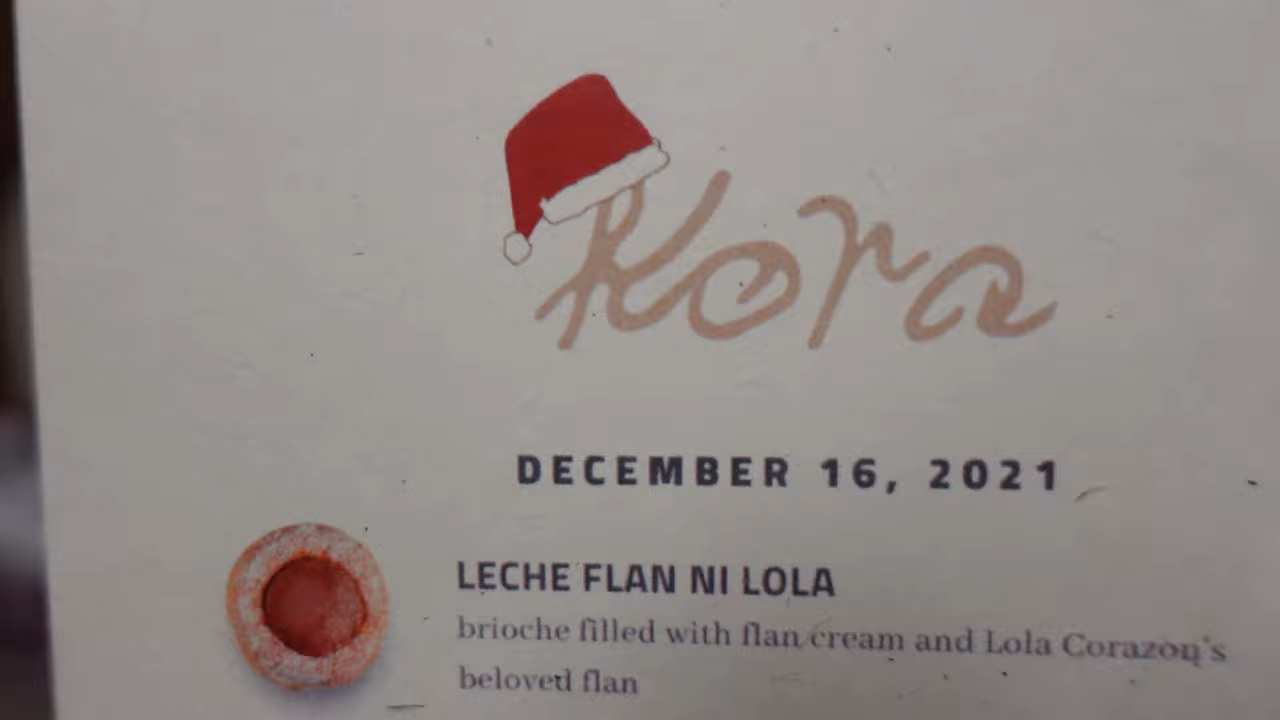 Kora
DECEMBER 16, 2021
LECHE FLAN NI LOLA
brioche filled with flan cream and Lola Corazon's
beloved flan